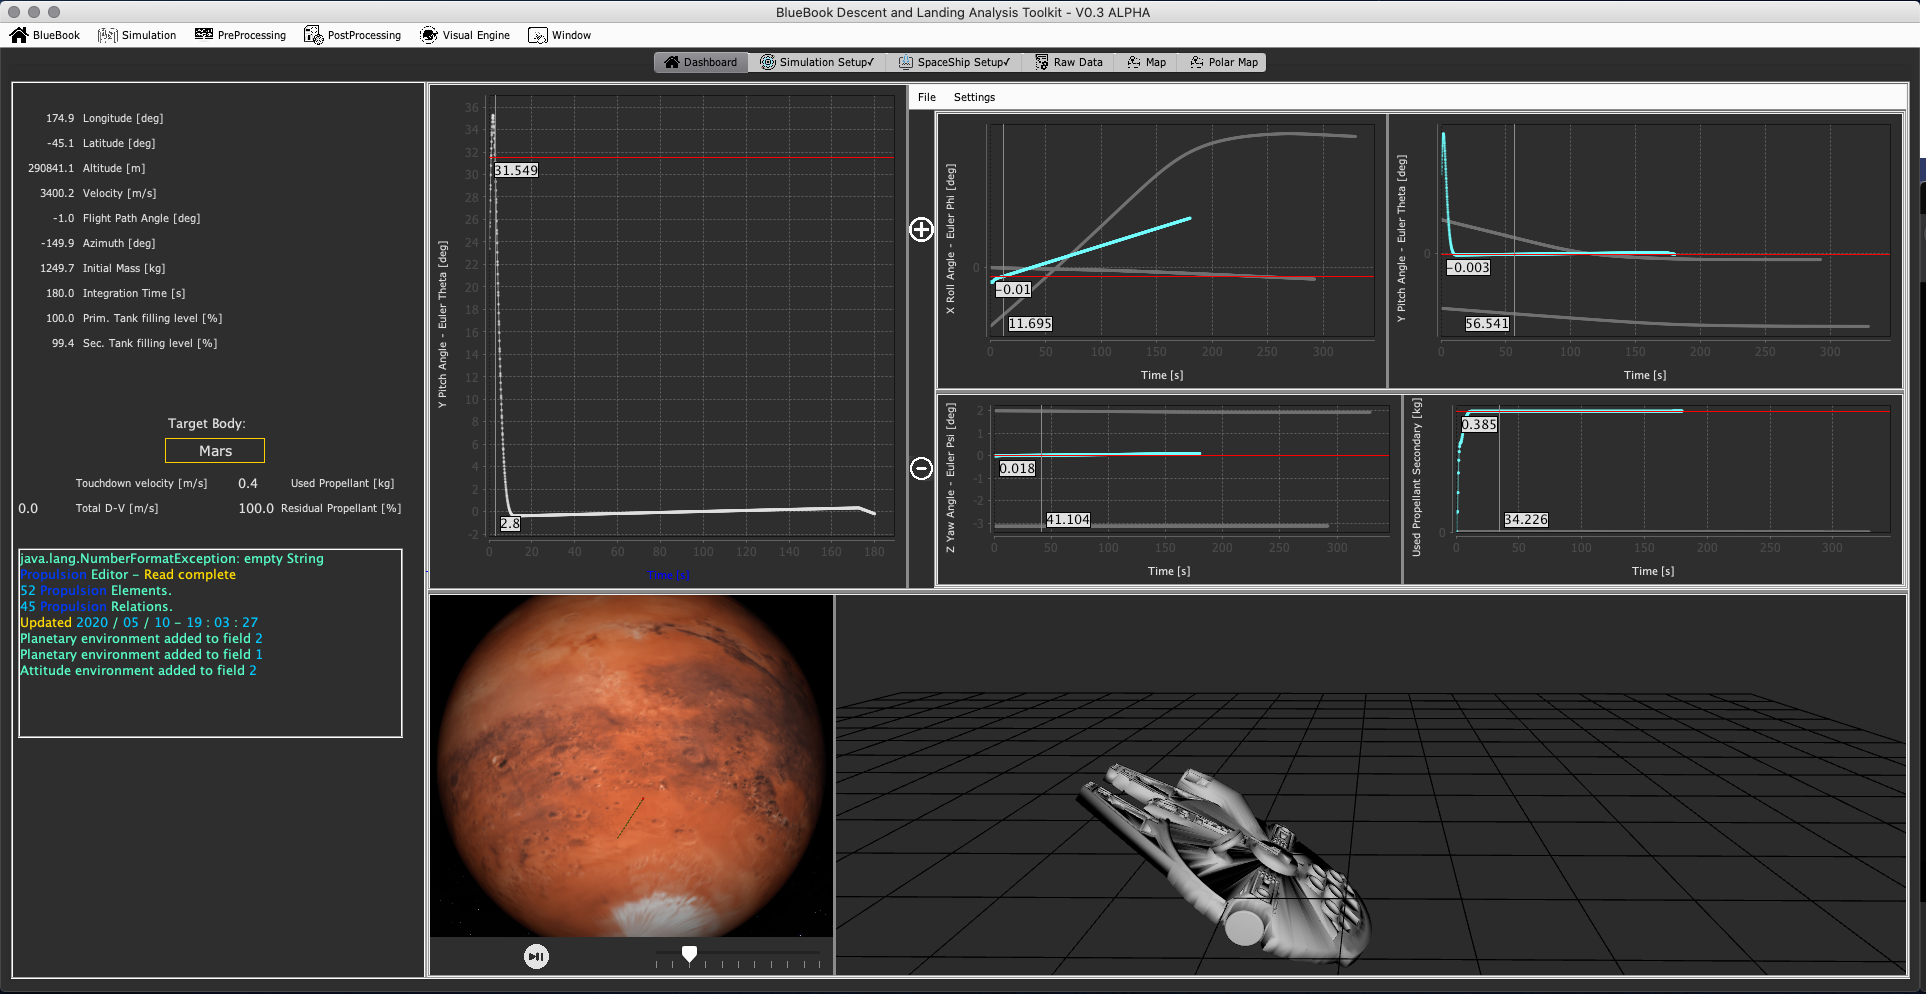 BlueBook Descent and Landing Analysis Toolkit - V0.3 ALPHA
BlueBook Simulation PreProcessing PostProcessing Visual Engine Window
Dashboard Simulation Setup✓ SpaceShip Setup✓ Raw Data Map Polar Map
174.9 Longitude [deg]
-45.1 Latitude [deg]
290841.1 Altitude [m]
3400.2 Velocity [m/s]
-1.0 Flight Path Angle [deg]
-149.9 Azimuth [deg]
1249.7 Initial Mass [kg]
180.0 Integration Time [s]
100.0 Prim. Tank filling level [%]
99.4 Sec. Tank filling level [%]
Target Body:
Mars
Touchdown velocity [m/s] 0.4 Used Propellant [kg]
0.0 Total D-V [m/s] 100.0 Residual Propellant [%]
java.lang.NumberFormatException: empty String
Propulsion Editor - Read complete
52 Propulsion Elements.
45 Propulsion Relations.
Updated 2020 / 05 / 10 - 19 : 03 : 27
Planetary environment added to field 2
Planetary environment added to field 1
Attitude environment added to field 2
Y Pitch Angle - Euler Theta [deg]
36
34
32
30
28
26
24
22
20
18
16
14
12
10
8
6
4
2
0
-2
31.549
2.8
0 20 40 60 80 100 120 140 160 180
Time [s]
File Settings
X Roll Angle - Euler Phi [deg]
0
-0.01
11.695
0 50 100 150 200 250 300
Time [s]
Y Pitch Angle - Euler Theta [deg]
0
-0.003
56.541
0 50 100 150 200 250 300
Time [s]
Z Yaw Angle - Euler Psi [deg]
2
1
0
-1
-2
-3
0.018
41.104
0 50 100 150 200 250 300
Time [s]
Used Propellant Secondary [kg]
0
0.385
34.226
0 50 100 150 200 250 300
Time [s]